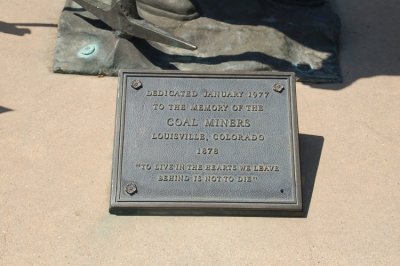 DEDICATED JANUARY 1977
TO THE MEMORY OF THE
COAL MINERS
LOUISVILLE, COLORADO
1878
"TO LIVE IN THE HEARTS WE LEAVE
BEHIND IS NOT TO DIE"